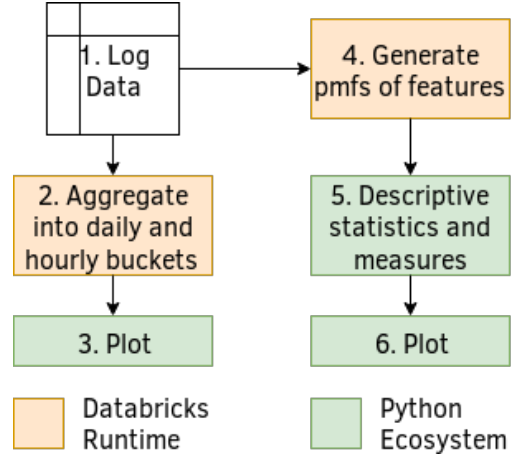 1. Log
Data
2. Aggregate
into daily and
hourly buckets
3. Plot
4. Generate
pmfs of features
5. Descriptive
statistics and
measures
6. Plot
Databricks
Runtime
Python
Ecosystem